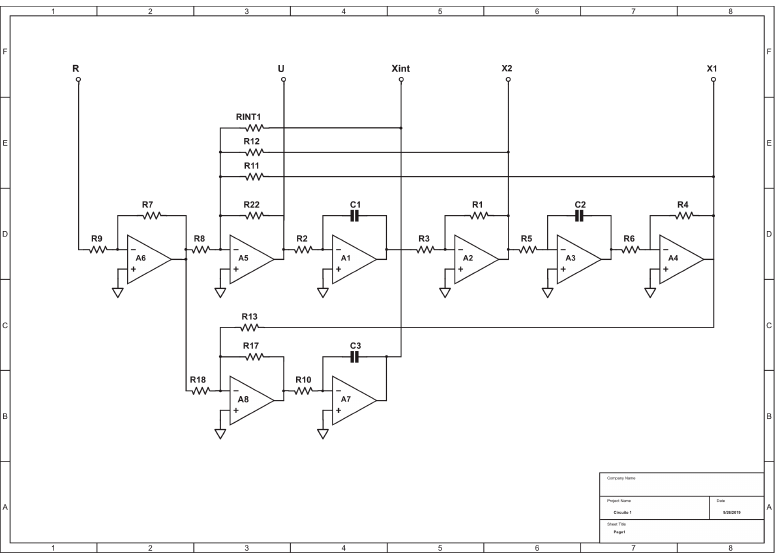 1 2 3 4 5 6 7 8
F F
R U Xint X2 X1
RINT1
E E
R12
R11
R7 R22 C1 R1 C2 R4
D R9 R8 R2 R3 R5 R6 D
− − − − − −
A6 A5 A1 A2 A3 A4
+ + + + + +
R13
C C
R17 C3
R18 R10
− −
A8 A7
+ +
B B
Company Name
Project Name Date
A Circuito 1 5/28/2019 A
Sheet Title
Page1
1 2 3 4 5 6 7 8